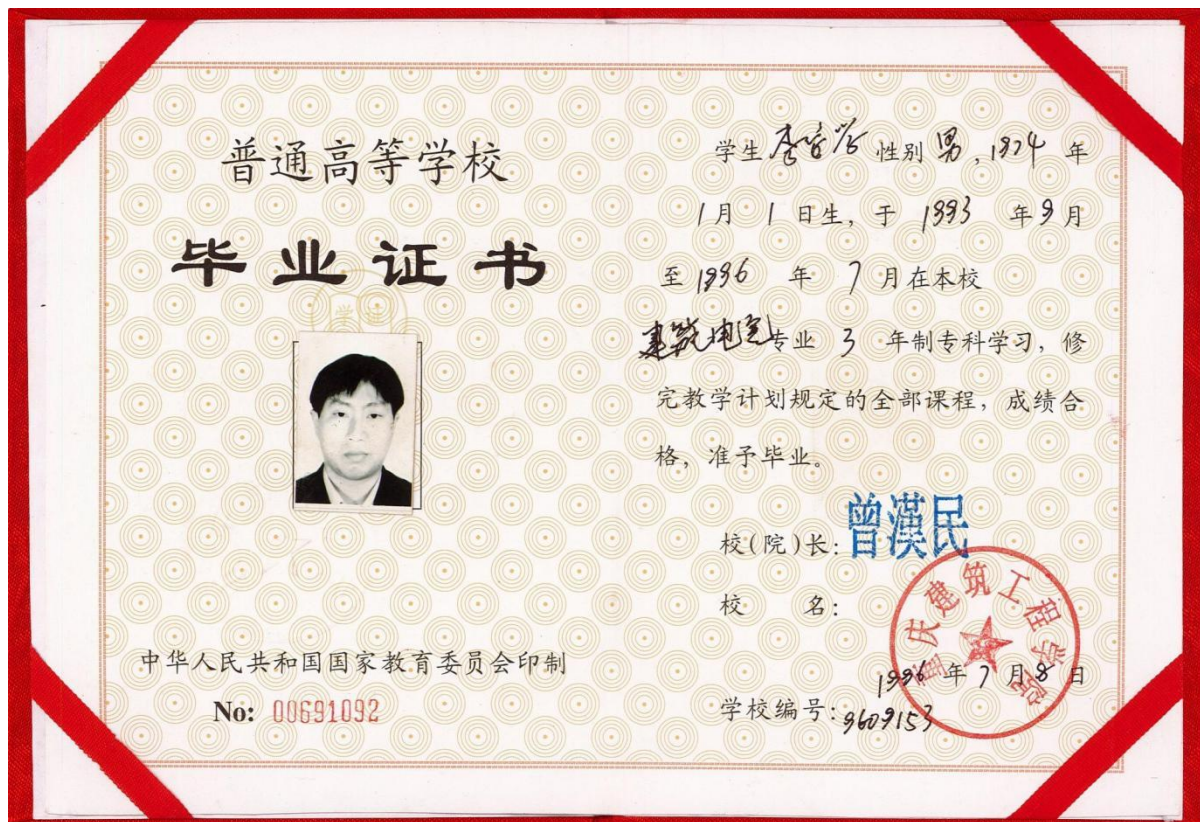 普通高等学校
毕业证书
中华人民共和国国家教育委员会印制
No: 00691092
学生 性别 男, 1974 年
1 月 1 日生, 于 1993 年 9 月
至 1996 年 7 月在本校
建筑电气 专业 3 年制专科学习, 修
完教学计划规定的全部课程, 成绩合
格, 准予毕业。
校(院)长: 曾漢民
校 名:
重庆建筑工程学院
1996 年 7 月 8 日
学校编号: 9609153